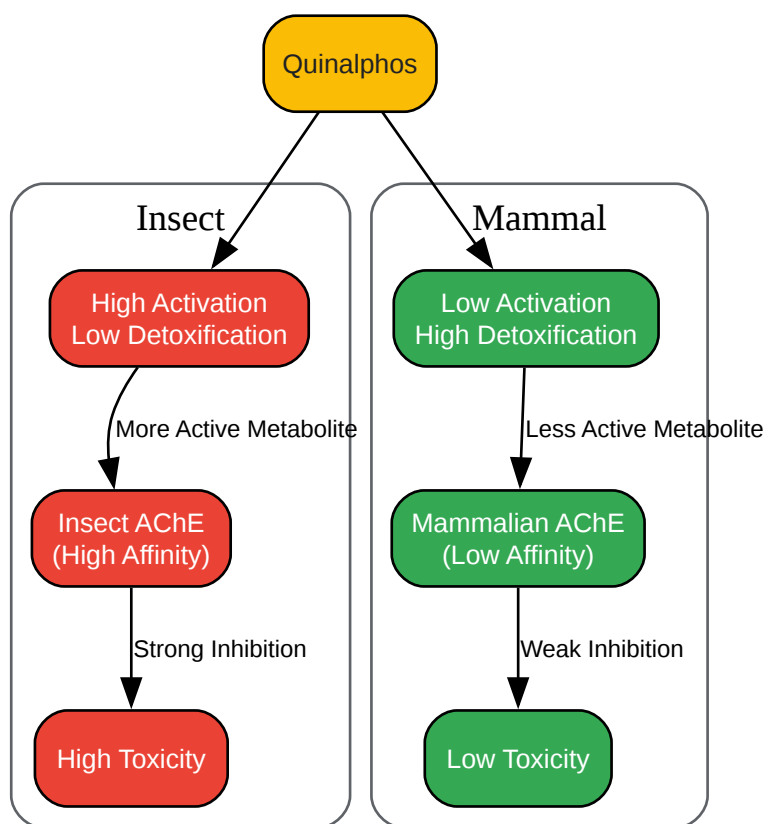 Quinalphos
Insect
High Activation
Low Detoxification
More Active Metabolite
Insect AChE
(High Affinity)
Strong Inhibition
High Toxicity
Mammal
Low Activation
High Detoxification
Less Active Metabolite
Mammalian AChE
(Low Affinity)
Weak Inhibition
Low Toxicity